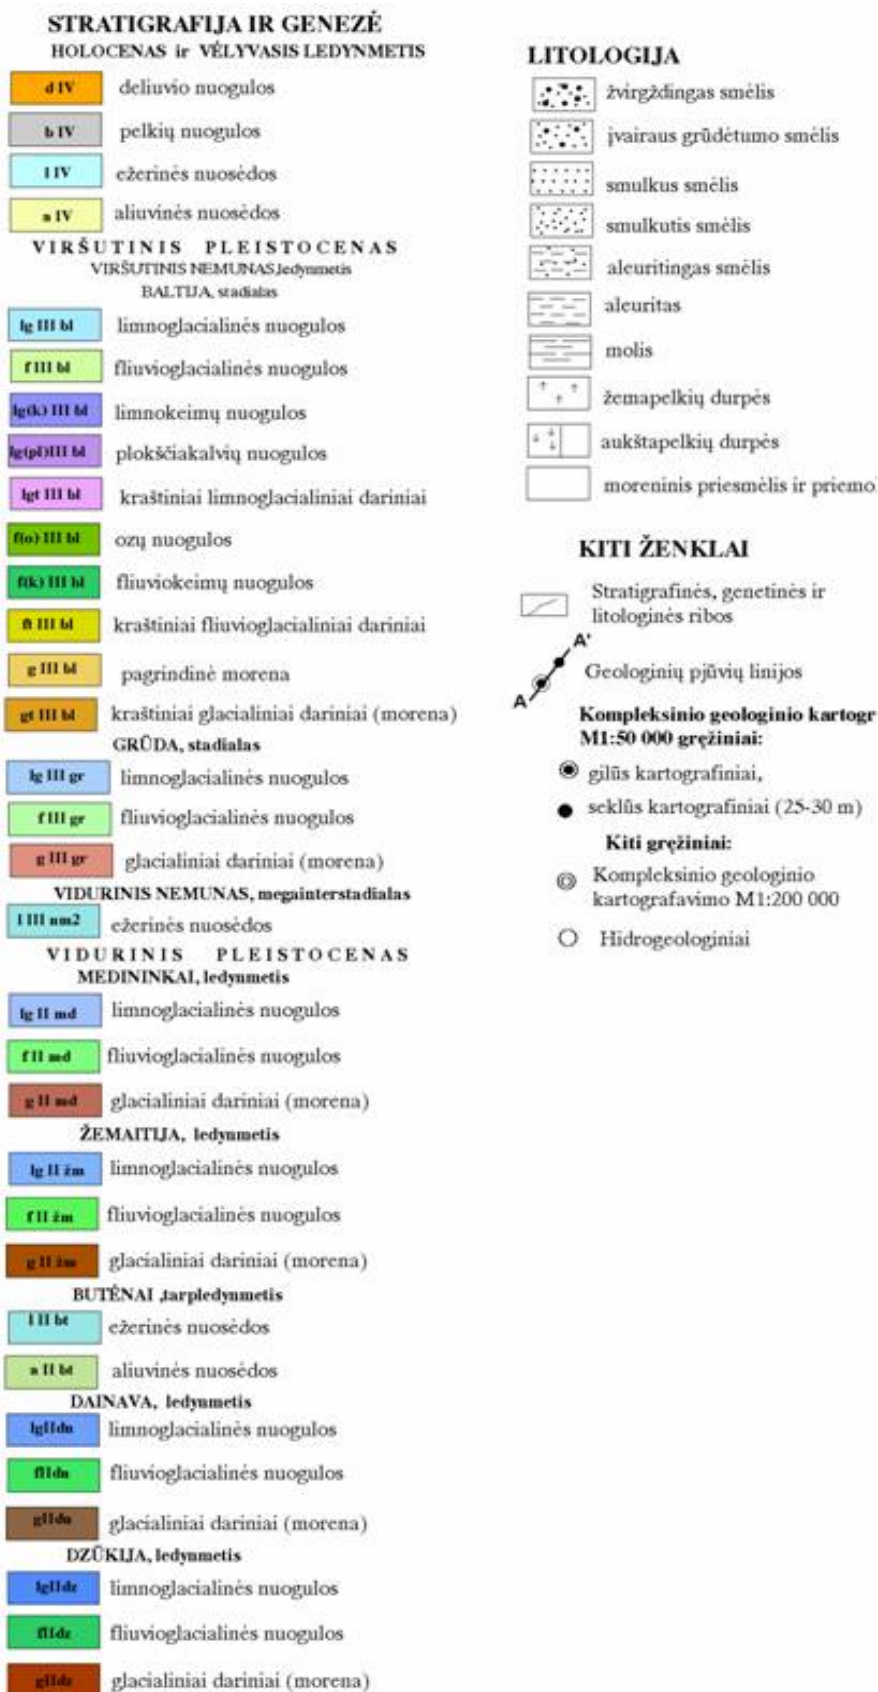 STRATIGRAFIJA IR GENEZĖ
HOLOCENAS ir VĖLYVASIS LEDYNMETIS
d IV deliuvio nuogulos
b IV pelkių nuogulos
l IV ežerinės nuosėdos
a IV aliuvinės nuosėdos
VIRŠUTINIS PLEISTOCENAS
VIRŠUTINIS NEMUNAS,ledynmetis
BALTIJA, stadialas
lg III bl limnoglacialinės nuogulos
f III bl fliuvioglacialinės nuogulos
lg(k) III bl limnokeimų nuogulos
lg(pl)III bl plokščiakalvių nuogulos
lgt III bl kraštiniai limnoglacialiniai dariniai
f(o) III bl ozų nuogulos
f(k) III bl fliuviokeimų nuogulos
ft III bl kraštiniai fliuvioglacialiniai dariniai
g III bl pagrindinė morena
gt III bl kraštiniai glacialiniai dariniai (morena)
GRŪDA, stadialas
lg III gr limnoglacialinės nuogulos
f III gr fliuvioglacialinės nuogulos
g III gr glacialiniai dariniai (morena)
VIDURINIS NEMUNAS, megainterstadialas
l III nm2 ežerinės nuosėdos
VIDURINIS PLEISTOCENAS
MEDININKAI, ledynmetis
lg II md limnoglacialinės nuogulos
f II md fliuvioglacialinės nuogulos
g II md glacialiniai dariniai (morena)
ŽEMAITIJA, ledynmetis
lg II žm limnoglacialinės nuogulos
f II žm fliuvioglacialinės nuogulos
g II žm glacialiniai dariniai (morena)
BUTĖNAI ,tarpledynmetis
l II bt ežerinės nuosėdos
a II bt aliuvinės nuosėdos
DAINAVA, ledynmetis
lgIIdn limnoglacialinės nuogulos
fIIdn fliuvioglacialinės nuogulos
gIIdn glacialiniai dariniai (morena)
DZŪKIJA, ledynmetis
lgIIdz limnoglacialinės nuogulos
fIIdz fliuvioglacialinės nuogulos
gIIdz glacialiniai dariniai (morena)
LITOLOGIJA
žvirgždingas smėlis
įvairaus grūdėtumo smėlis
smulkus smėlis
smulkutis smėlis
aleuritingas smėlis
aleuritas
molis
žemapelkių durpės
aukštapelkių durpės
moreninis priesmėlis ir priemo
KITI ŽENKLAI
Stratigrafinės, genetinės ir
litologinės ribos
A'
Geologinių pjūvių linijos
A
Kompleksinio geologinio kartogr
M1:50 000 gręžiniai:
gilūs kartografiniai,
seklūs kartografiniai (25-30 m)
Kiti gręžiniai:
Kompleksinio geologinio
kartografavimo M1:200 000
Hidrogeologiniai